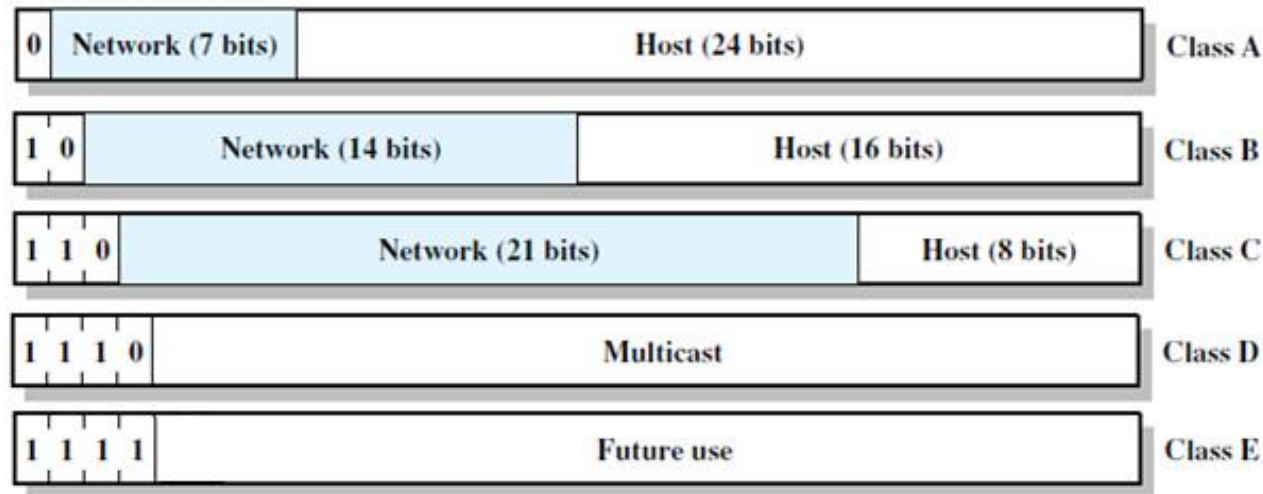 0 Network (7 bits) Host (24 bits) Class A
1 0 Network (14 bits) Host (16 bits) Class B
1 1 0 Network (21 bits) Host (8 bits) Class C
1 1 1 0 Multicast Class D
1 1 1 1 Future use Class E